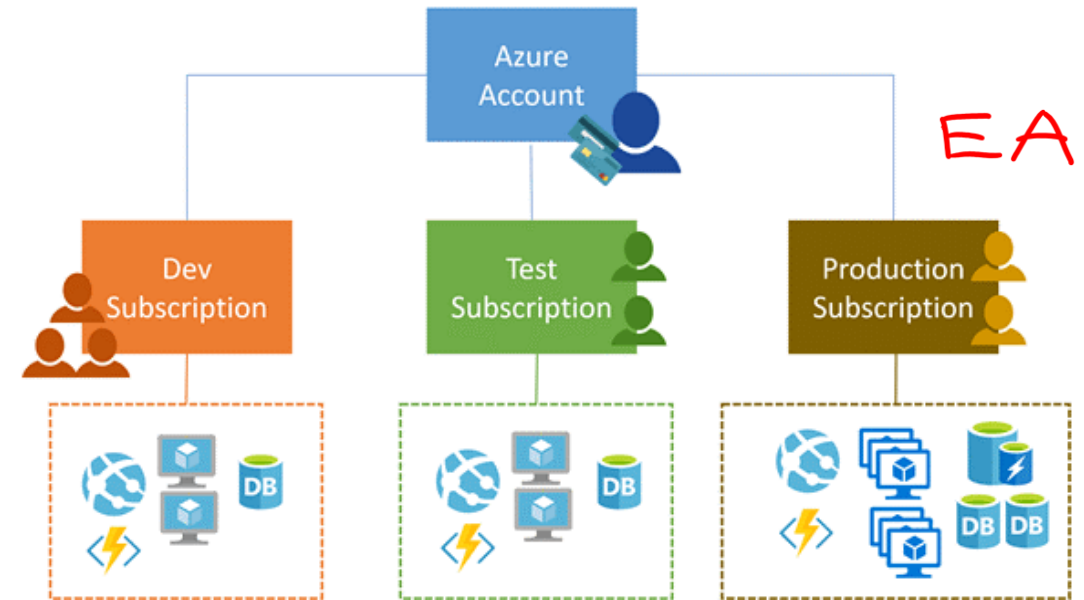 Azure
Account
EA
Dev
Subscription
Test
Subscription
Production
Subscription
DB
DB
DB
DB